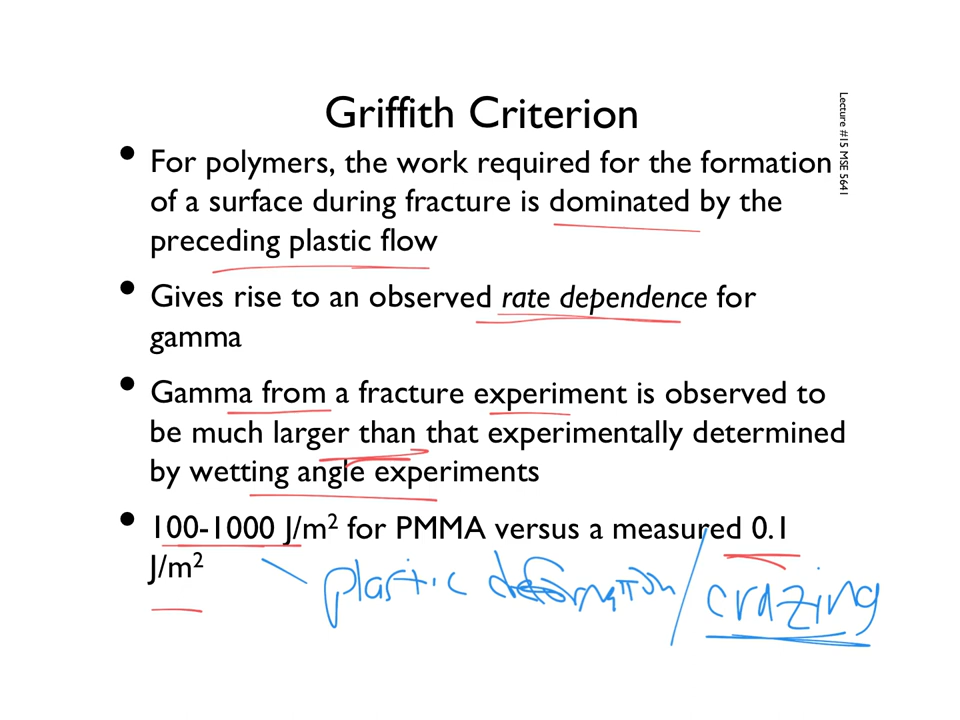 Griffith Criterion
Lecture #15 MSE 5641
• For polymers, the work required for the formation
of a surface during fracture is dominated by the
preceding plastic flow
• Gives rise to an observed rate dependence for
gamma
• Gamma from a fracture experiment is observed to
be much larger than that experimentally determined
by wetting angle experiments
• 100-1000 J/m² for PMMA versus a measured 0.1
J/m²
plastic deformation/crazing